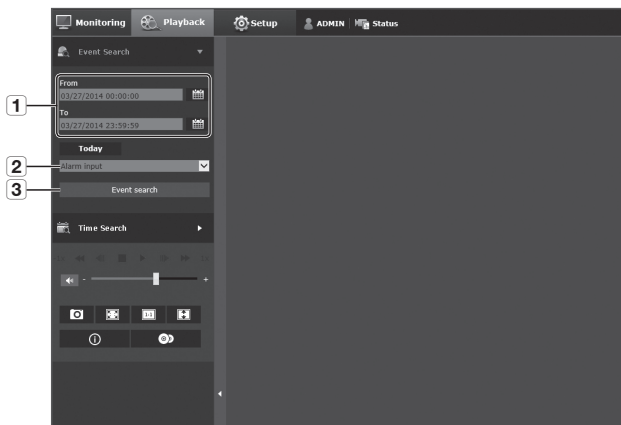 Monitoring Playback Setup ADMIN Status
Event Search
From
1
03/27/2014 00:00:00
To
03/27/2014 23:59:59
Today
2
Alarm input
3
Event search
Time Search
- +
1:1